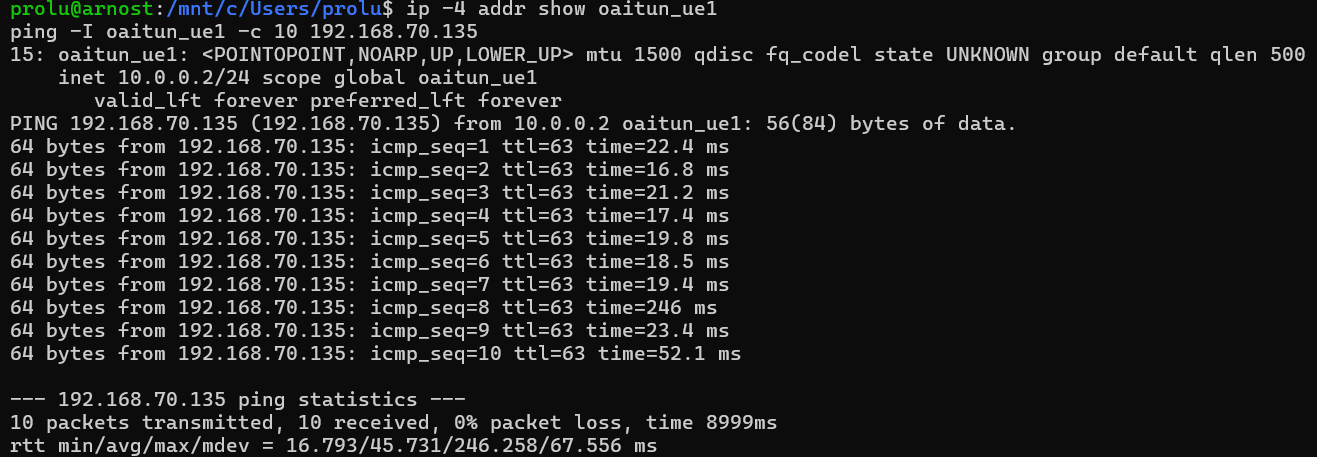 prolu@arnost:/mnt/c/Users/prolu$ ip -4 addr show oaitun_ue1
ping -I oaitun_ue1 -c 10 192.168.70.135
15: oaitun_ue1: <POINTOPOINT,NOARP,UP,LOWER_UP> mtu 1500 qdisc fq_codel state UNKNOWN group default qlen 500
    inet 10.0.0.2/24 scope global oaitun_ue1
       valid_lft forever preferred_lft forever
PING 192.168.70.135 (192.168.70.135) from 10.0.0.2 oaitun_ue1: 56(84) bytes of data.
64 bytes from 192.168.70.135: icmp_seq=1 ttl=63 time=22.4 ms
64 bytes from 192.168.70.135: icmp_seq=2 ttl=63 time=16.8 ms
64 bytes from 192.168.70.135: icmp_seq=3 ttl=63 time=21.2 ms
64 bytes from 192.168.70.135: icmp_seq=4 ttl=63 time=17.4 ms
64 bytes from 192.168.70.135: icmp_seq=5 ttl=63 time=19.8 ms
64 bytes from 192.168.70.135: icmp_seq=6 ttl=63 time=18.5 ms
64 bytes from 192.168.70.135: icmp_seq=7 ttl=63 time=19.4 ms
64 bytes from 192.168.70.135: icmp_seq=8 ttl=63 time=246 ms
64 bytes from 192.168.70.135: icmp_seq=9 ttl=63 time=23.4 ms
64 bytes from 192.168.70.135: icmp_seq=10 ttl=63 time=52.1 ms

--- 192.168.70.135 ping statistics ---
10 packets transmitted, 10 received, 0% packet loss, time 8999ms
rtt min/avg/max/mdev = 16.793/45.731/246.258/67.556 ms